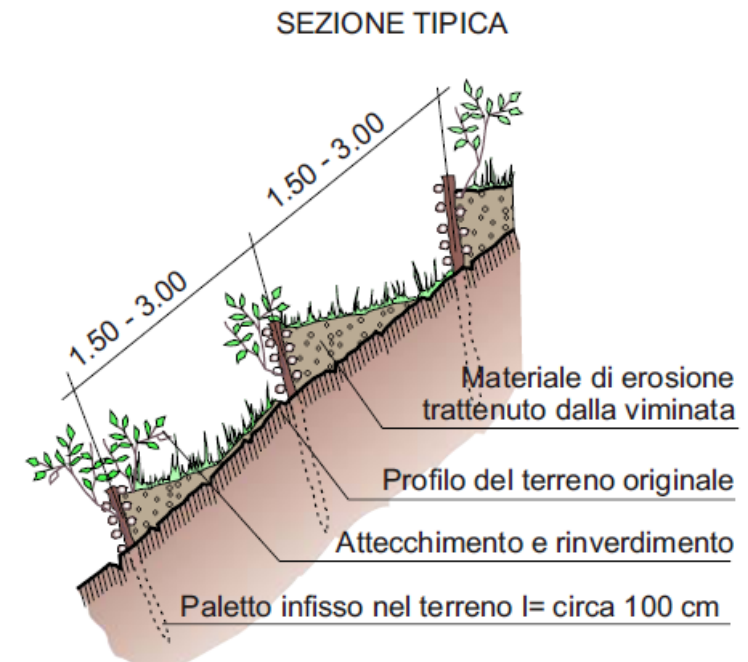 SEZIONE TIPICA
1.50 - 3.00
1.50 - 3.00
Materiale di erosione
trattenuto dalla viminata
Profilo del terreno originale
Attecchimento e rinverdimento
Paletto infisso nel terreno l= circa 100 cm